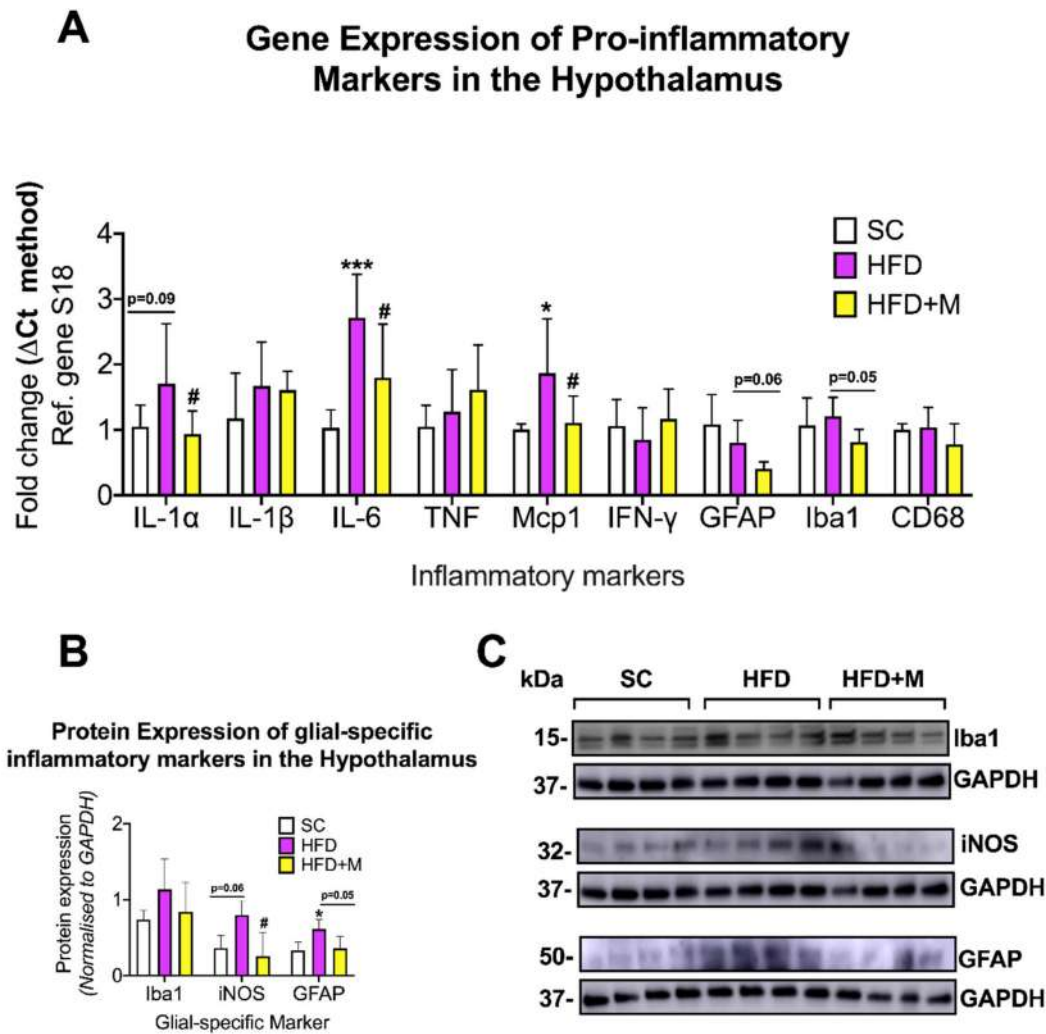 A
Gene Expression of Pro-inflammatory
Markers in the Hypothalamus
Fold change (ΔCt method)
Ref. gene S18
4
3
2
1
0
SC
HFD
HFD+M
p=0.09
#
***
#
*
#
p=0.06
p=0.05
IL-1α IL-1β IL-6 TNF Mcp1 IFN-γ GFAP Iba1 CD68
Inflammatory markers
B
Protein Expression of glial-specific
inflammatory markers in the Hypothalamus
Protein expression
(Normalised to GAPDH)
2
1
0
SC
HFD
HFD+M
p=0.06
#
*
p=0.05
Iba1 iNOS GFAP
Glial-specific Marker
C
kDa SC HFD HFD+M
15- Iba1
37- GAPDH
32- iNOS
37- GAPDH
50- GFAP
37- GAPDH